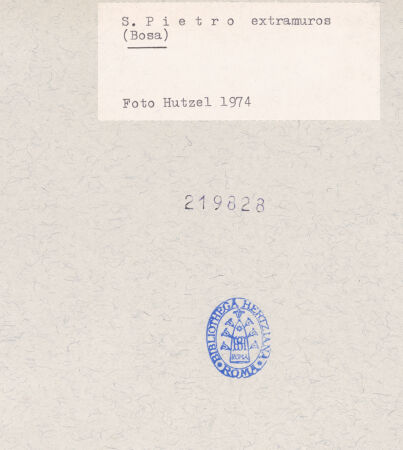 S. P i e t r o extramuros
(Bosa)
Foto Hutzel 1974
219828
BIBLIOTHECA HERTZIANA
ROMA